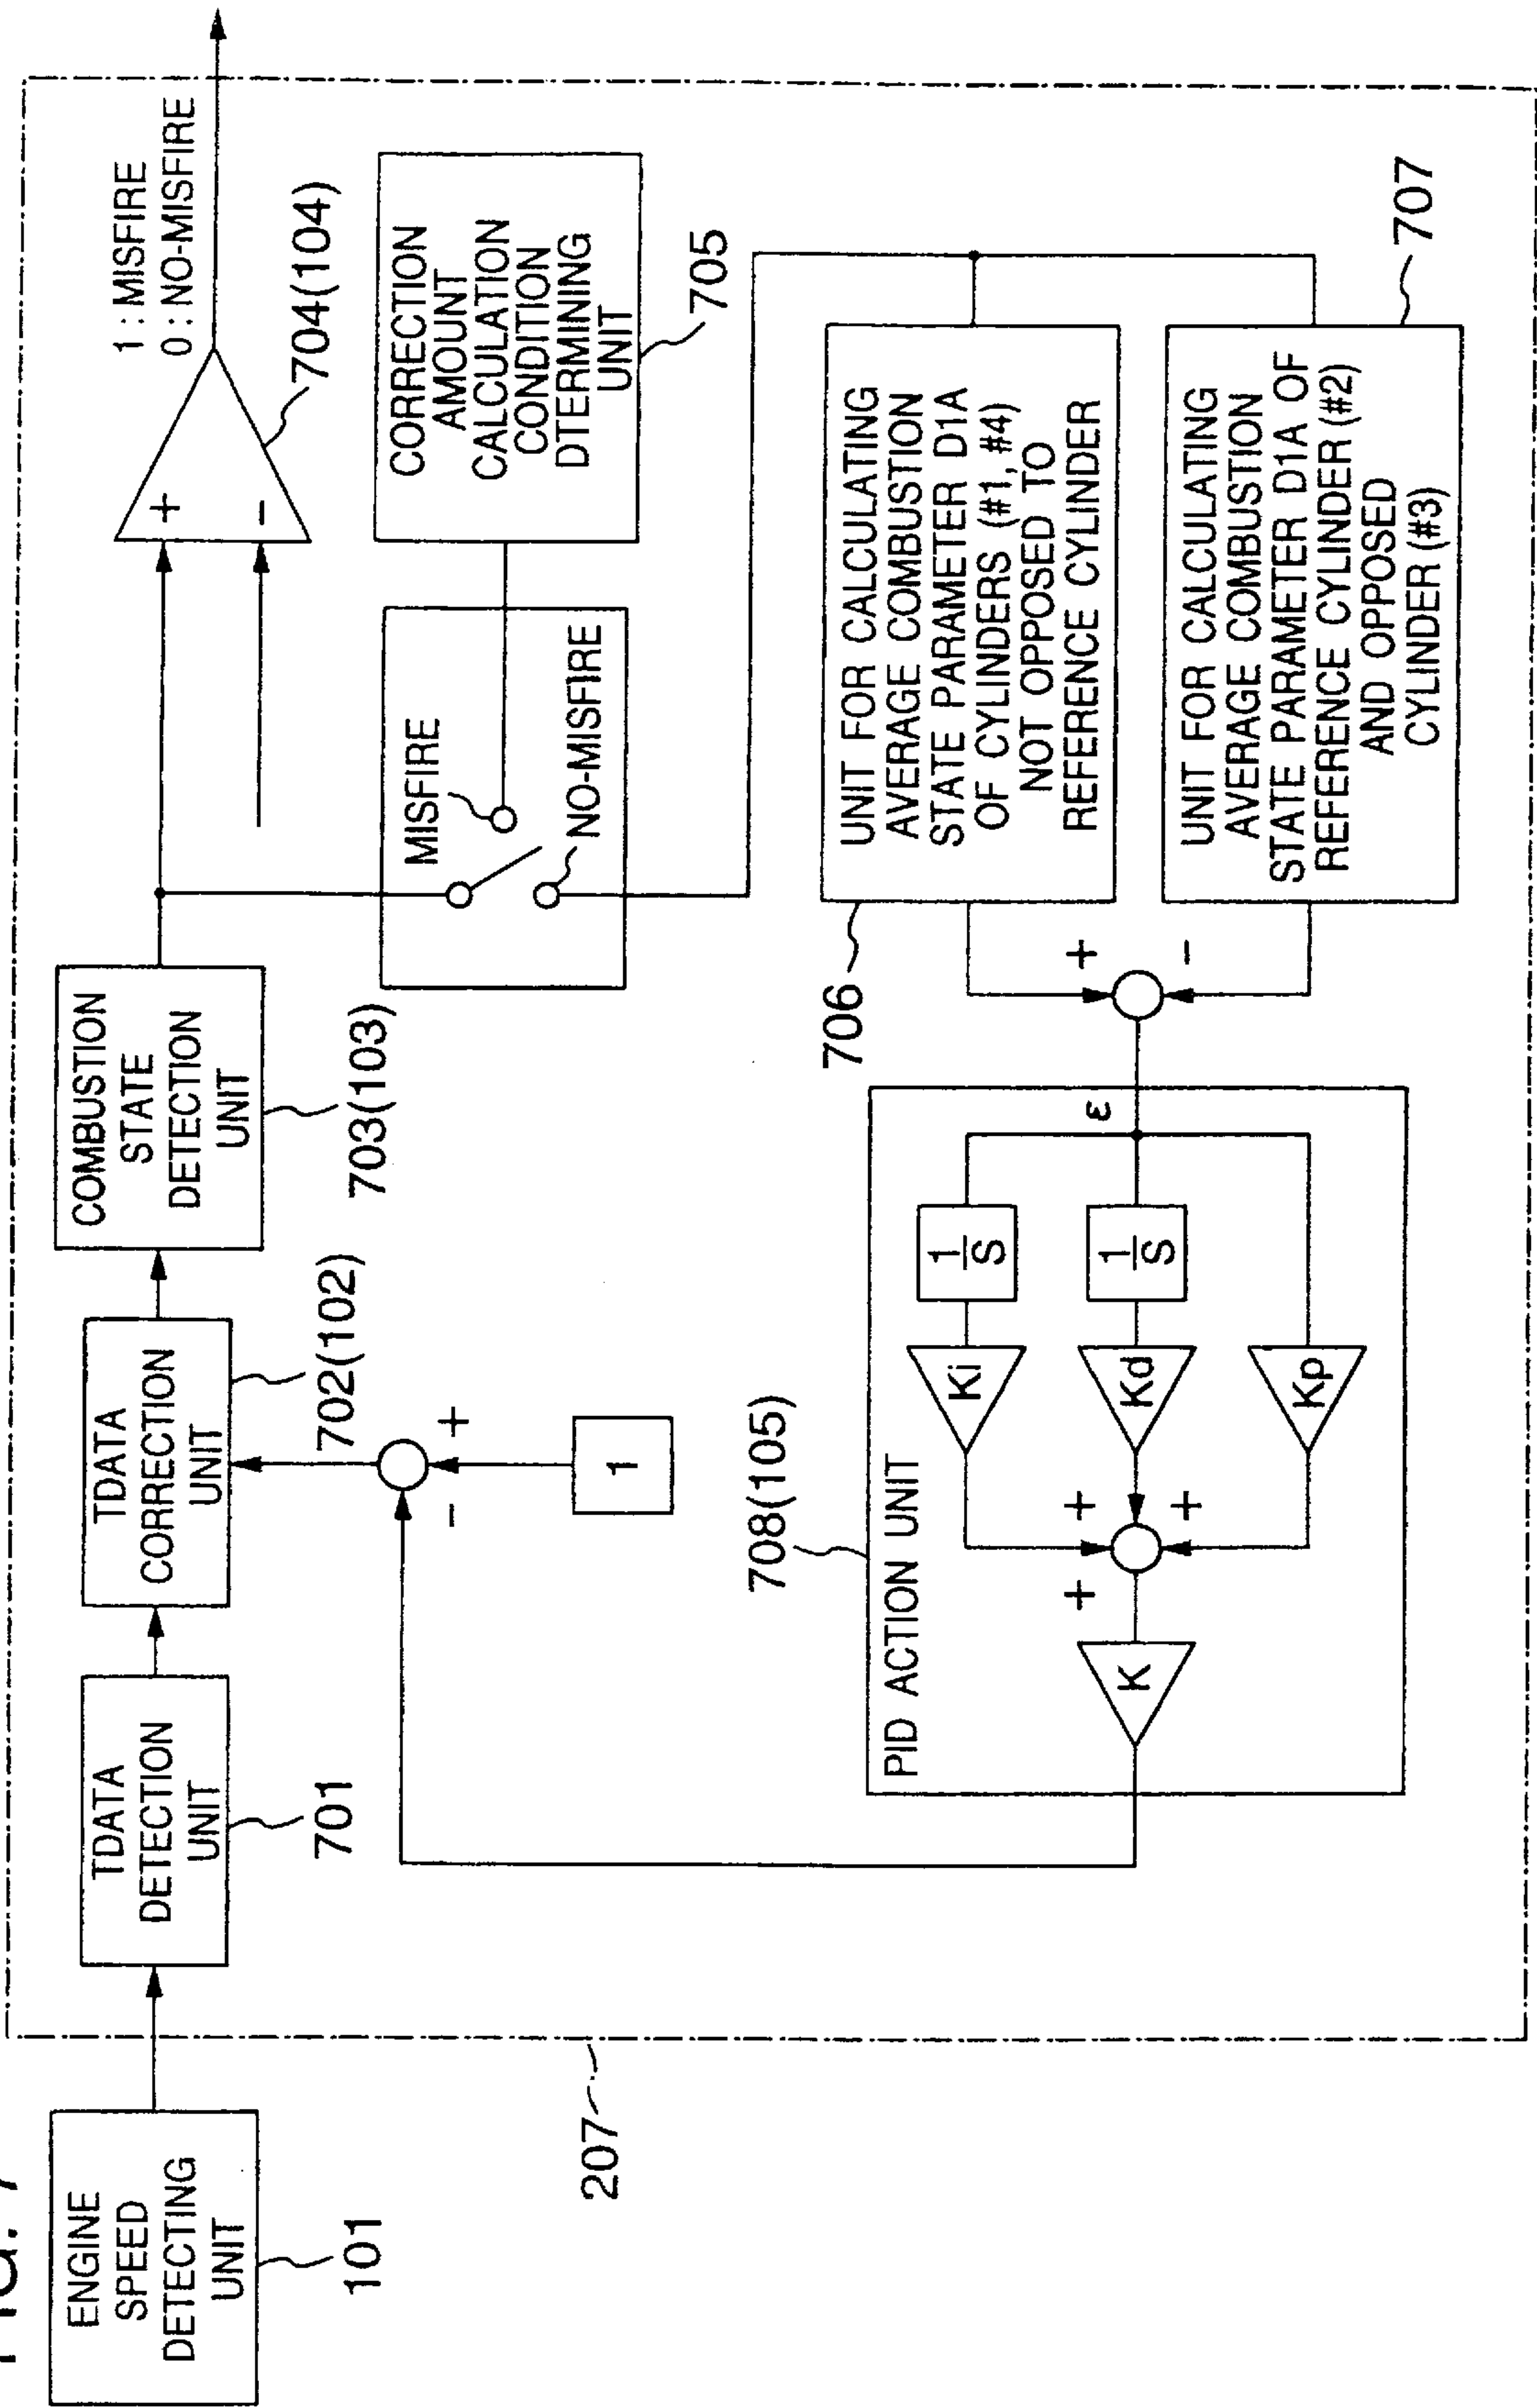 FIG. 7
ENGINE
SPEED
DETECTING
UNIT
101
207
TDATA
DETECTION
UNIT
701
TDATA
CORRECTION
UNIT
702(102)
COMBUSTION
STATE
DETECTION
UNIT
703(103)
+
-
1 : MISFIRE
0 : NO-MISFIRE
704(104)
MISFIRE
NO-MISFIRE
CORRECTION
AMOUNT
CALCULATION
CONDITION
DTERMINING
UNIT
705
-
+
1
708(105)
PID ACTION UNIT
K
+
+
+
Ki
Kd
Kp
1
S
1
S
ε
+
-
706
UNIT FOR CALCULATING
AVERAGE COMBUSTION
STATE PARAMETER D1A
OF CYLINDERS (#1, #4)
NOT OPPOSED TO
REFERENCE CYLINDER
UNIT FOR CALCULATING
AVERAGE COMBUSTION
STATE PARAMETER D1A OF
REFERENCE CYLINDER (#2)
AND OPPOSED
CYLINDER (#3)
707